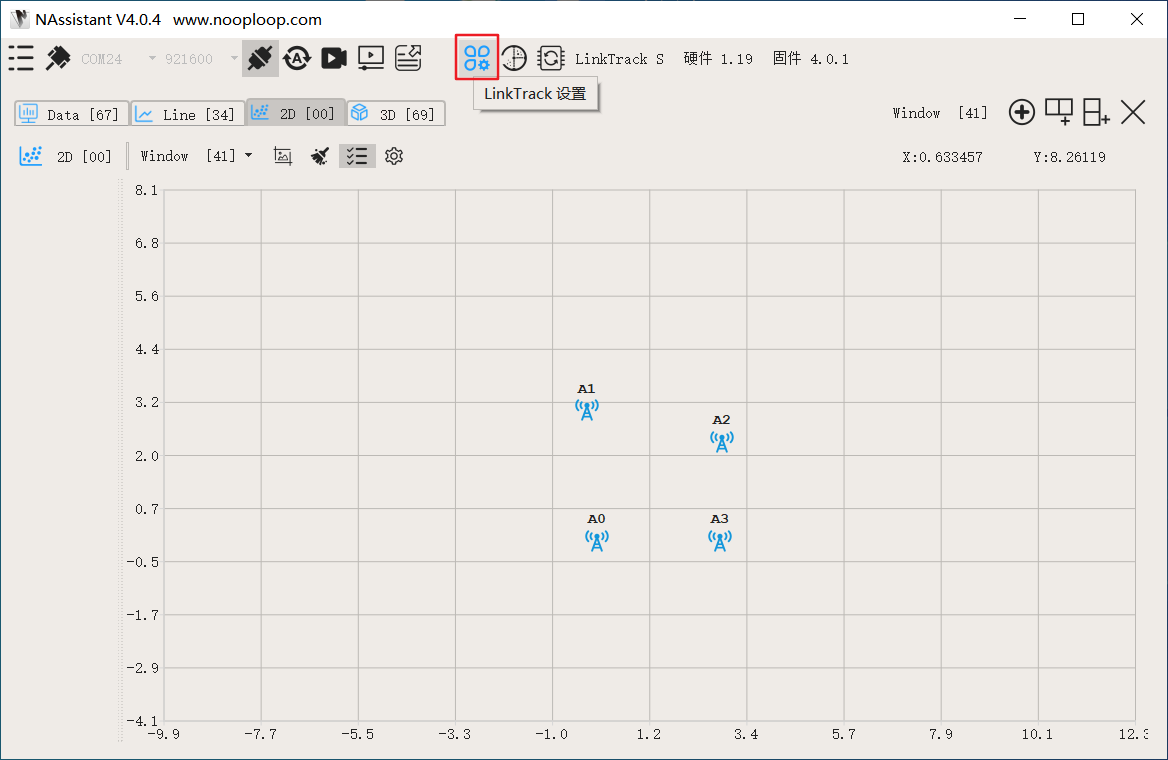 NAssistant V4.0.4 www.nooploop.com
COM24 921600 LinkTrack S 硬件 1.19 固件 4.0.1
LinkTrack 设置
Data [67] Line [34] 2D [00] 3D [69] Window [41]
2D [00] Window [41] X:0.633457 Y:8.26119
8.1
6.8
5.6
4.4
A1
3.2
A2
2.0
0.7
A0 A3
-0.5
-1.7
-2.9
-4.1
-9.9 -7.7 -5.5 -3.3 -1.0 1.2 3.4 5.7 7.9 10.1 12.3